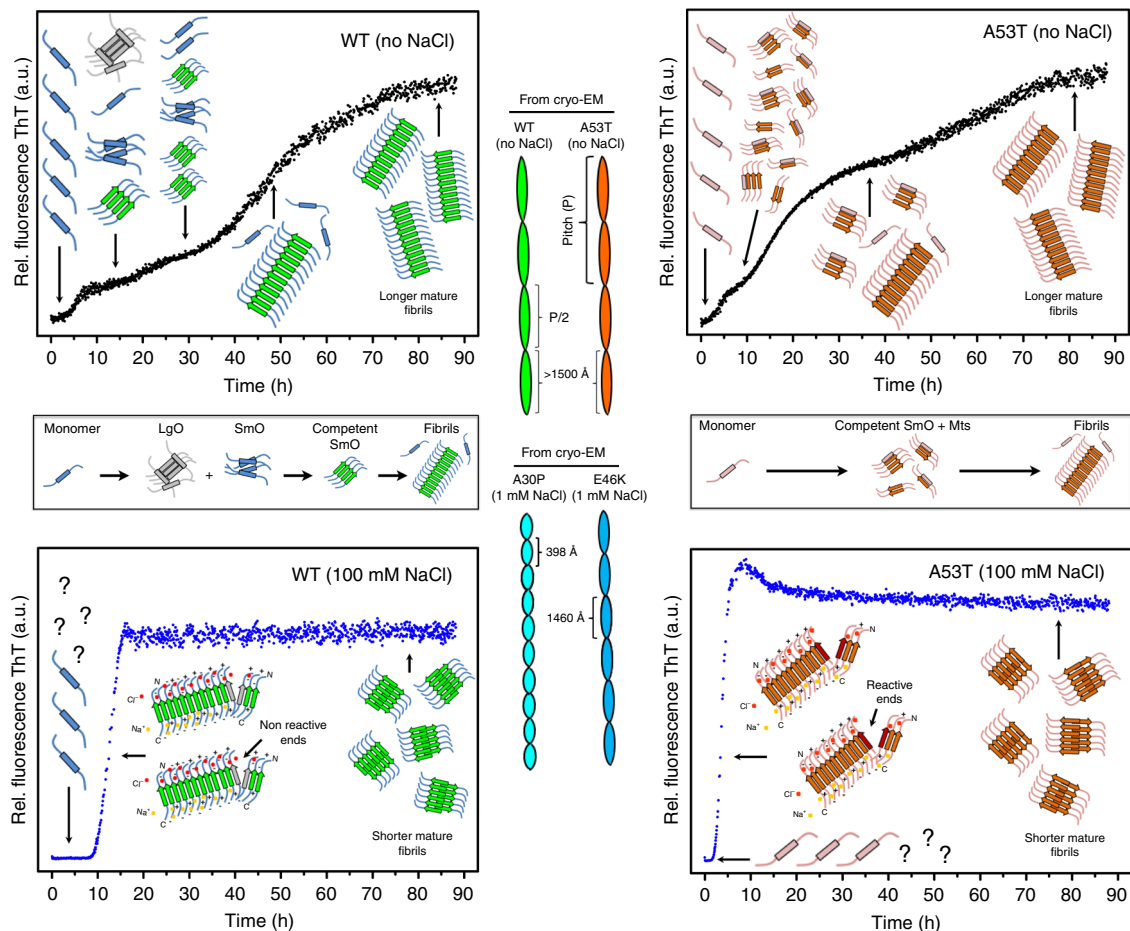 WT (no NaCl)
Rel. fluorescence ThT (a.u.)
Longer mature
fibrils
0 10 20 30 40 50 60 70 80 90
Time (h)
From cryo-EM
WT
(no NaCl)
A53T
(no NaCl)
Pitch (P)
P/2
>1500 Å
A53T (no NaCl)
Rel. fluorescence ThT (a.u.)
Longer mature
fibrils
0 10 20 30 40 50 60 70 80 90
Time (h)
Monomer
LgO
SmO
Competent
SmO
Fibrils
+
From cryo-EM
A30P
(1 mM NaCl)
E46K
(1 mM NaCl)
398 Å
1460 Å
Monomer
Competent SmO + Mts
Fibrils
WT (100 mM NaCl)
Rel. fluorescence ThT (a.u.)
?
?
?
?
?
N
Cl⁻
Na⁺
C
N
C
Non reactive
ends
N
Cl⁻
Na⁺
C
N
C
Shorter mature
fibrils
0 10 20 30 40 50 60 70 80 90
Time (h)
A53T (100 mM NaCl)
Rel. fluorescence ThT (a.u.)
N
Cl⁻
Na⁺
C
N
C
Reactive
ends
N
Cl⁻
Na⁺
C
N
C
? ? ?
Shorter mature
fibrils
0 10 20 30 40 50 60 70 80 90
Time (h)